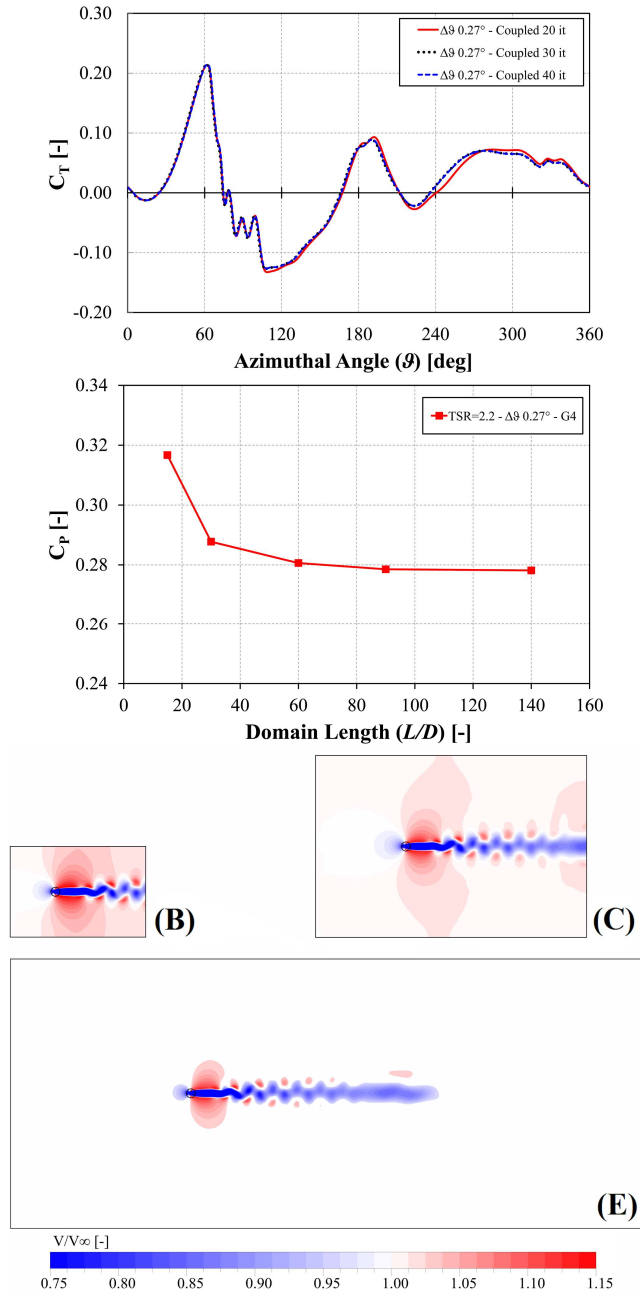 0.30
0.20
0.10
0.00
-0.10
-0.20
C_T [-]
Δϑ 0.27° - Coupled 20 it
Δϑ 0.27° - Coupled 30 it
Δϑ 0.27° - Coupled 40 it
0 60 120 180 240 300 360
Azimuthal Angle (ϑ) [deg]
0.34
0.32
0.30
0.28
0.26
0.24
C_P [-]
TSR=2.2 - Δϑ 0.27° - G4
0 20 40 60 80 100 120 140 160
Domain Length (L/D) [-]
(B)
(C)
(E)
V/V∞ [-]
0.75 0.80 0.85 0.90 0.95 1.00 1.05 1.10 1.15